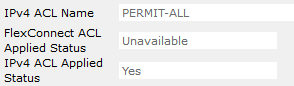 IPv4 ACL Name PERMIT-ALL
FlexConnect ACL
Applied Status Unavailable
IPv4 ACL Applied
Status Yes